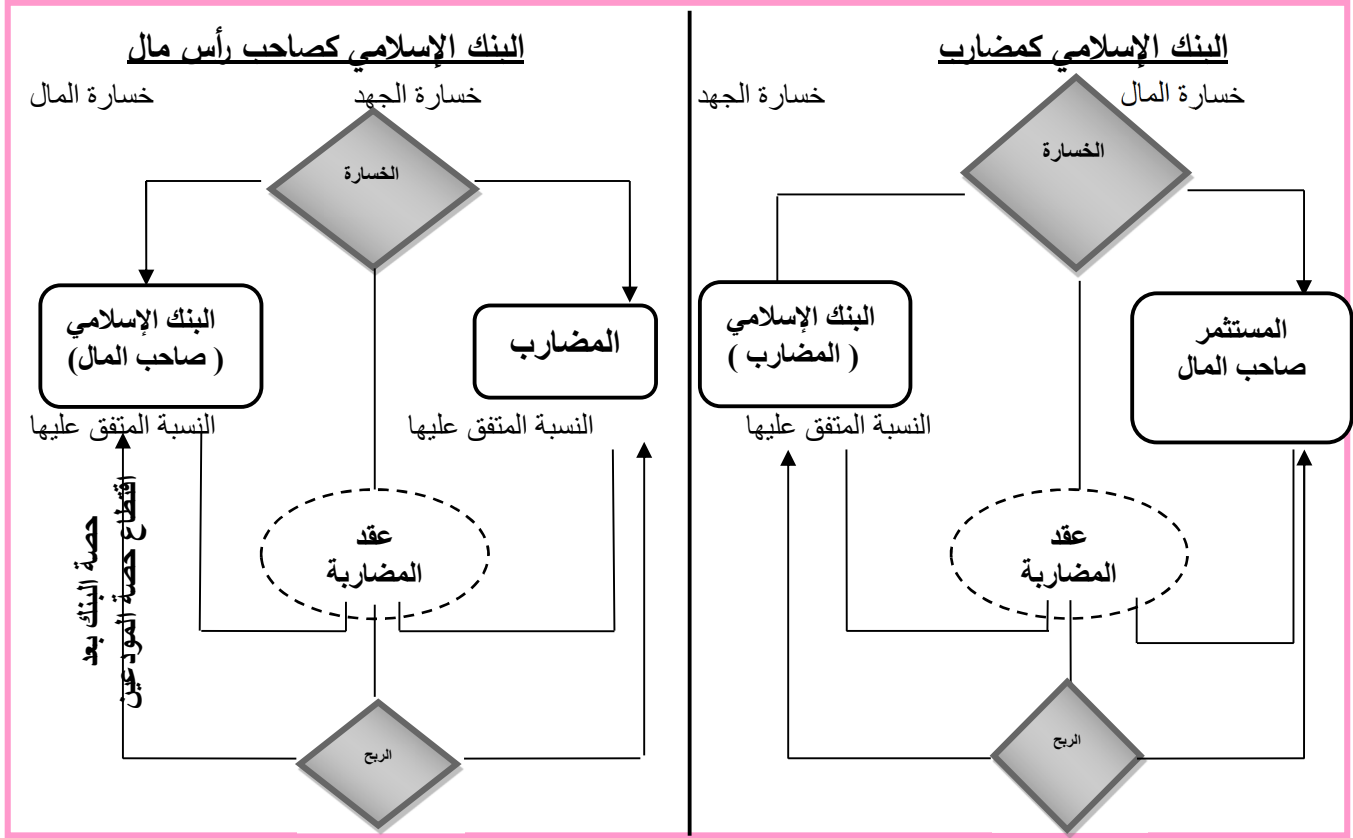 البنك الإسلامي كمضارب
خسارة المال
خسارة الجهد
الخسارة
المستثمر
صاحب المال
البنك الإسلامي
( المضارب )
النسبة المتفق عليها
عقد
المضاربة
الربح
البنك الإسلامي كصاحب رأس مال
خسارة الجهد
خسارة المال
الخسارة
المضارب
البنك الإسلامي
( صاحب المال)
النسبة المتفق عليها
النسبة المتفق عليها
حصة البنك بعد
اقتطاع حصة المودعين
عقد
المضاربة
الربح